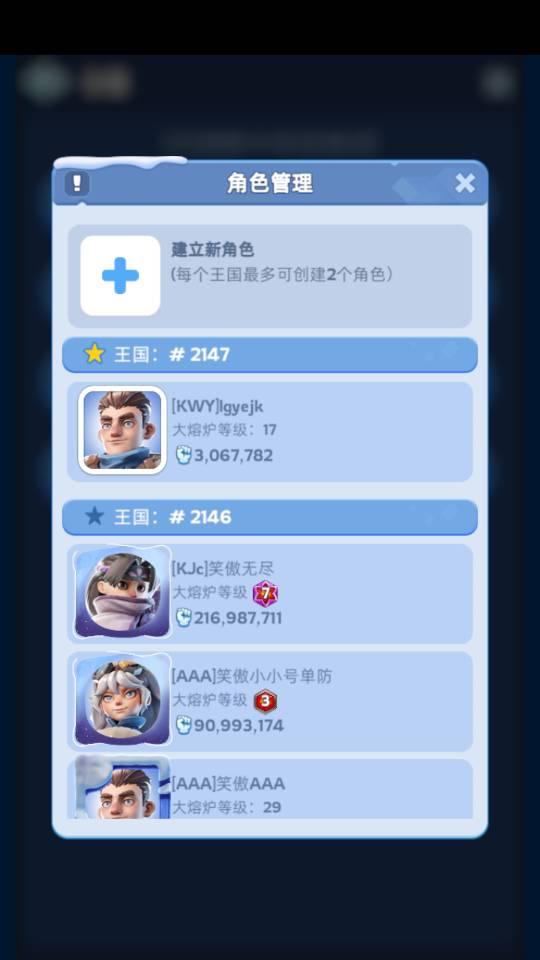 角色管理
建立新角色
(每个王国最多可创建2个角色)
王国: # 2147
[KWY]lgyejk
大熔炉等级: 17
3,067,782
王国: # 2146
[KJc]笑傲无尽
大熔炉等级 7
216,987,711
[AAA]笑傲小小号单防
大熔炉等级 3
90,993,174
[AAA]笑傲AAA
大熔炉等级: 29